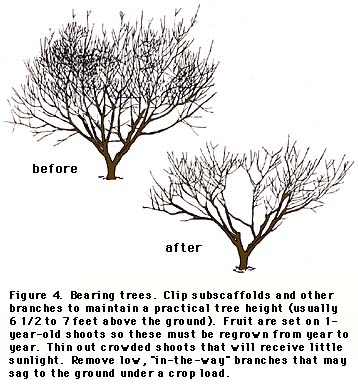 before
after
Figure 4. Bearing trees. Clip subscaffolds and other
branches to maintain a practical tree height (usually
6 1/2 to 7 feet above the ground). Fruit are set on 1-
year-old shoots so these must be regrown from year to
year. Thin out crowded shoots that will receive little
sunlight. Remove low, "in-the-way" branches that may
sag to the ground under a crop load.